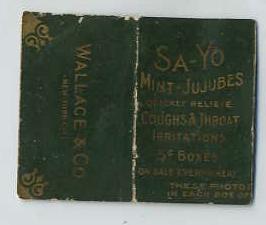 WALLACE & CO.
NEW YORK CITY
SA-YO
MINT-JUJUBES
QUICKLY RELIEVE
COUGHS & THROAT
IRRITATIONS
5¢ BOXES
ON SALE EVERYWHERE
THESE PHOTOS
IN EACH BOX OF